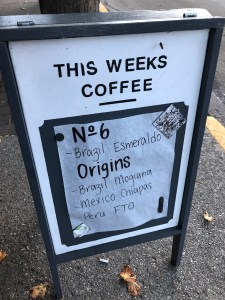 THIS WEEKS
COFFEE
Nº6
- Brazil Esmeraldo
Origins
- Brazil Mogiana
- Mexico Chiapas
Peru FTO